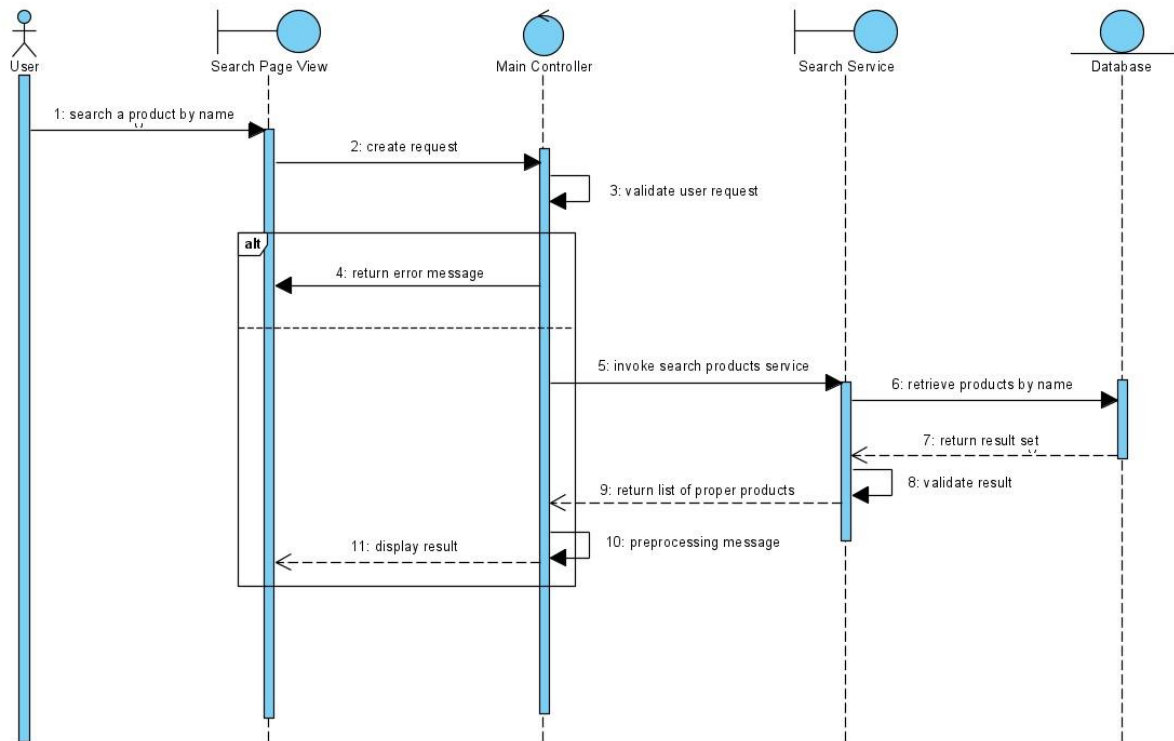 User
Search Page View
Main Controller
Search Service
Database
1: search a product by name
2: create request
3: validate user request
alt
4: return error message
5: invoke search products service
6: retrieve products by name
7: return result set
8: validate result
9: return list of proper products
10: preprocessing message
11: display result